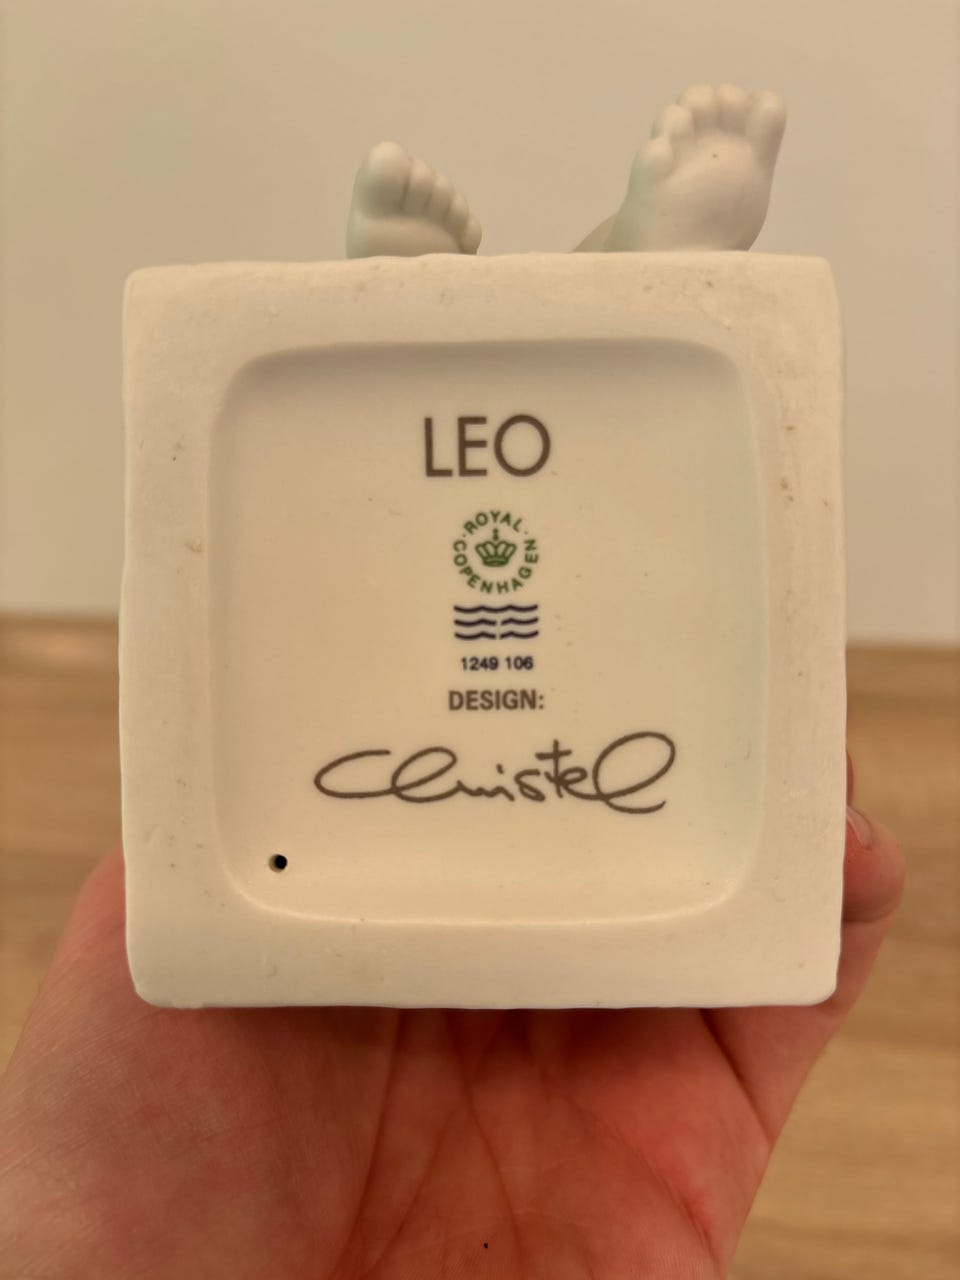 LEO
ROYAL
COPENHAGEN
1249 106
DESIGN:
Christel